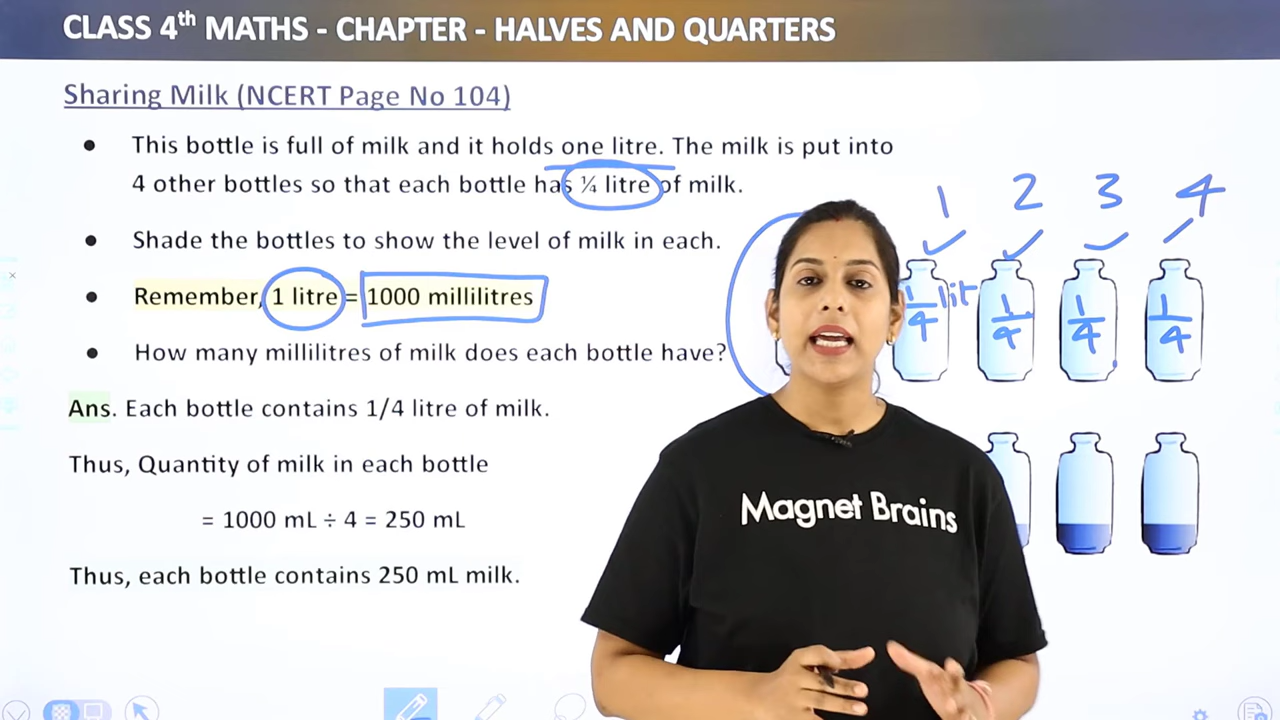 CLASS 4th MATHS - CHAPTER - HALVES AND QUARTERS
Sharing Milk (NCERT Page No 104)
• This bottle is full of milk and it holds one litre. The milk is put into
4 other bottles so that each bottle has ¼ litre of milk.
• Shade the bottles to show the level of milk in each.
• Remember, 1 litre = 1000 millilitres
• How many millilitres of milk does each bottle have?
Ans. Each bottle contains 1/4 litre of milk.
Thus, Quantity of milk in each bottle
= 1000 mL ÷ 4 = 250 mL
Thus, each bottle contains 250 mL milk.
1 2 3 4
1/4 lit 1/4 1/4 1/4
Magnet Brains